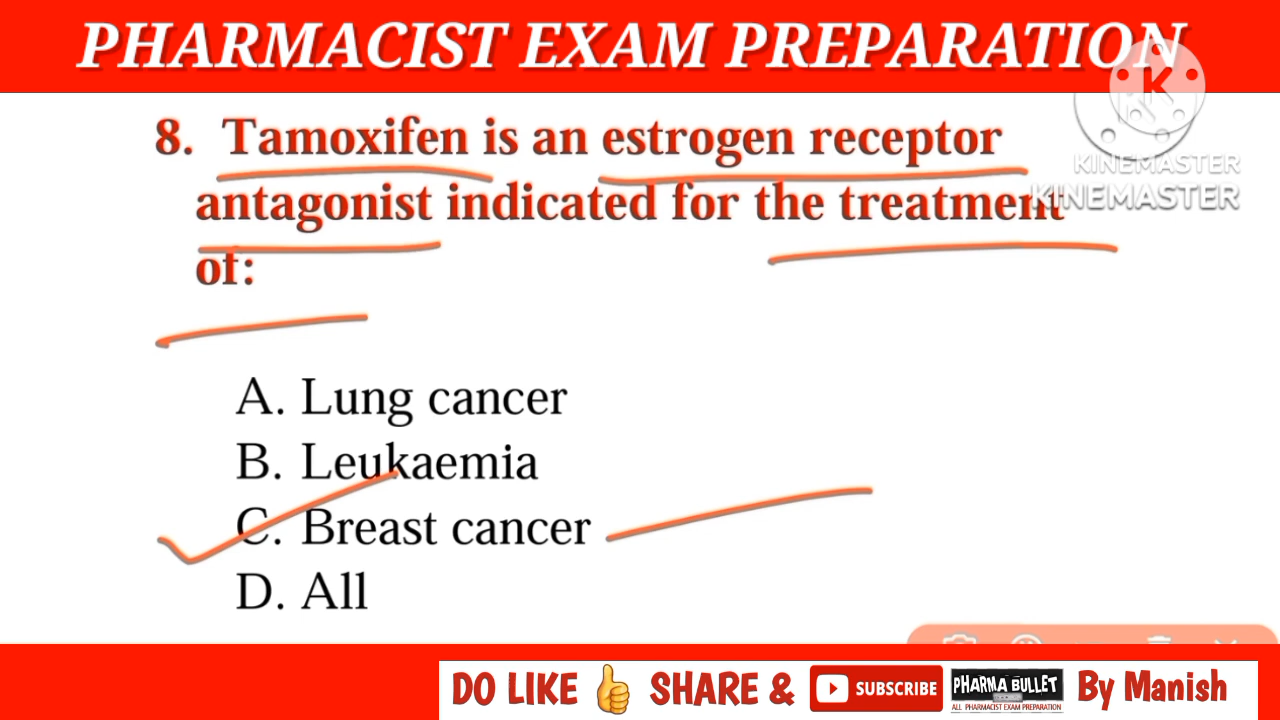 PHARMACIST EXAM PREPARATION
K
KINEMASTER
KINEMASTER
8. Tamoxifen is an estrogen receptor
antagonist indicated for the treatment
of:
A. Lung cancer
B. Leukaemia
C. Breast cancer
D. All
DO LIKE SHARE & SUBSCRIBE PHARMA BULLET By Manish
ALL PHARMACIST EXAM PREPARATION